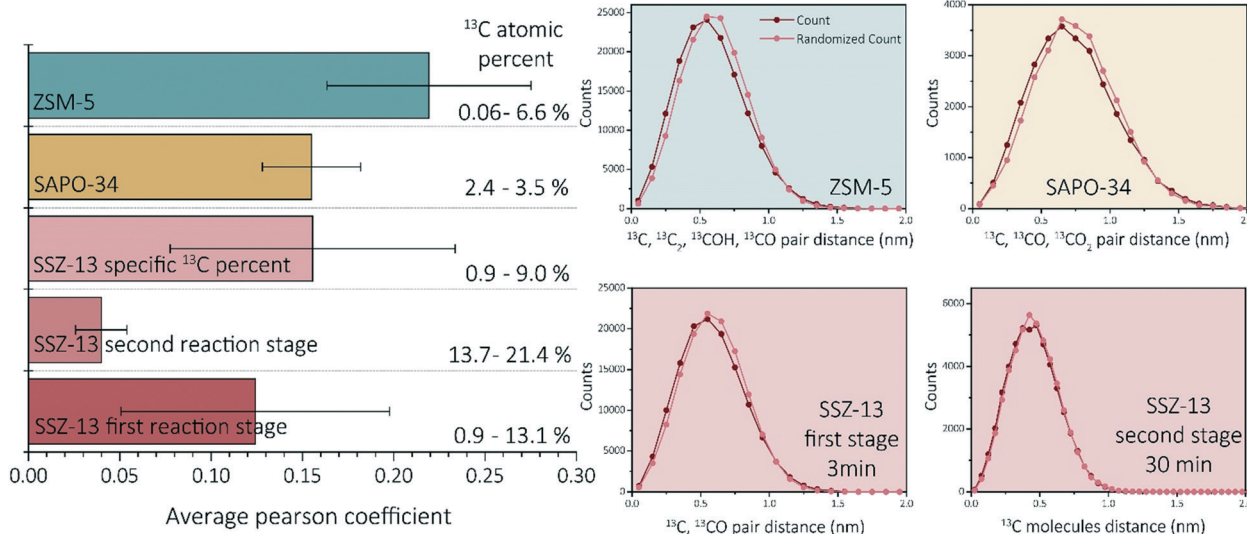 ¹³C atomic
percent
ZSM-5
0.06- 6.6 %
SAPO-34
2.4 – 3.5 %
SSZ-13 specific ¹³C percent
0.9 - 9.0 %
SSZ-13 second reaction stage
13.7- 21.4 %
SSZ-13 first reaction stage
0.9 - 13.1 %
0.00 0.05 0.10 0.15 0.20 0.25 0.30
Average pearson coefficient
25000
20000
15000
10000
5000
0
Counts
Count
Randomized Count
ZSM-5
0.0 0.5 1.0 1.5 2.0
¹³C, ¹³C₂, ¹³COH, ¹³CO pair distance (nm)
4000
3000
2000
1000
0
Counts
SAPO-34
0.0 0.5 1.0 1.5 2.0
¹³C, ¹³CO, ¹³CO₂ pair distance (nm)
25000
20000
15000
10000
5000
0
Counts
SSZ-13
first stage
3min
0.0 0.5 1.0 1.5 2.0
¹³C, ¹³CO pair distance (nm)
6000
5000
4000
3000
2000
1000
0
Counts
SSZ-13
second stage
30 min
0.0 0.5 1.0 1.5 2.0
¹³C molecules distance (nm)